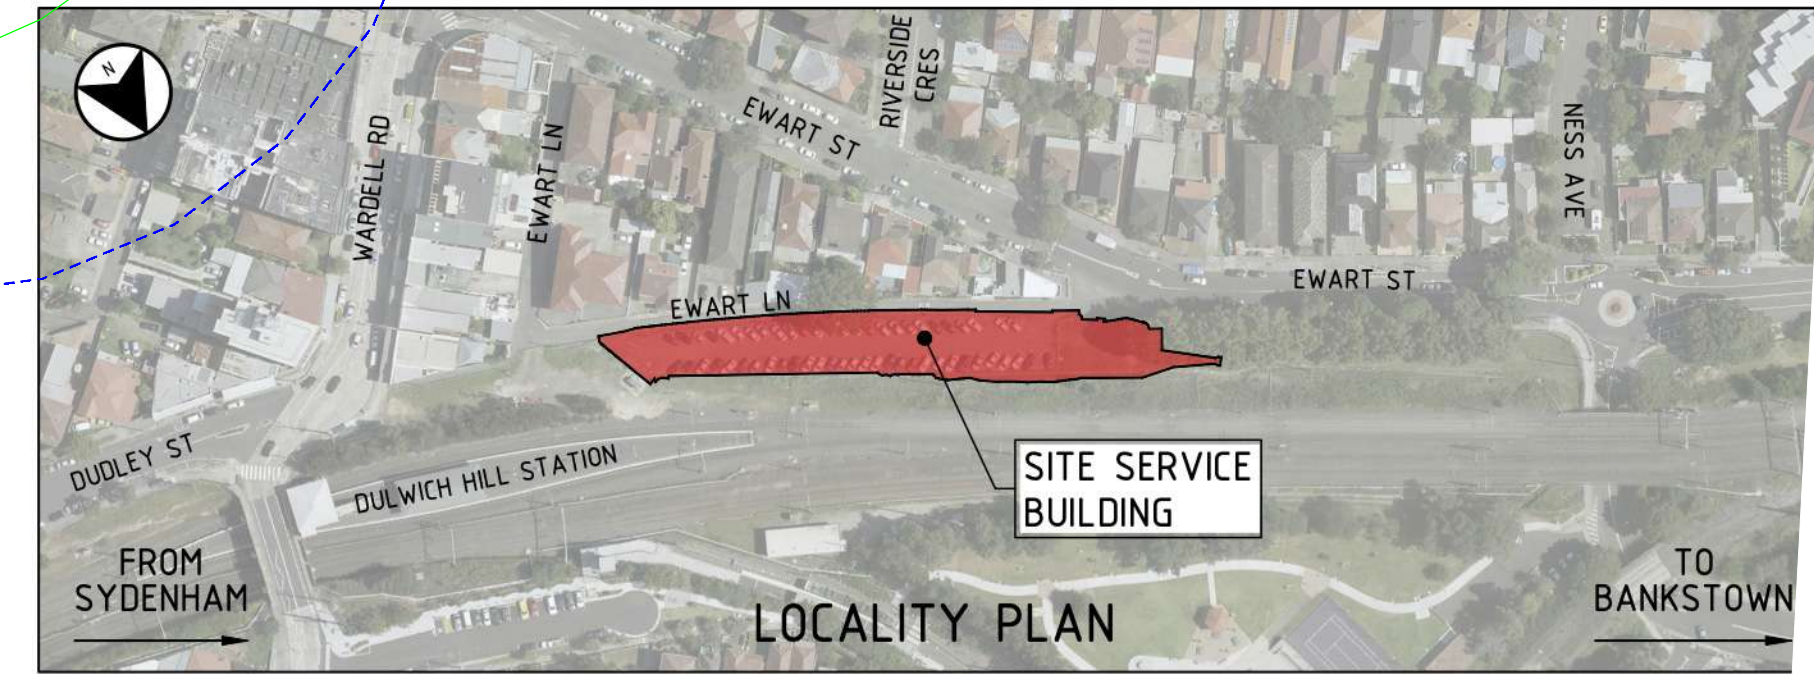 N
RIVERSIDE
CRES
EWART ST
WARDELL RD
EWART LN
NESS AVE
EWART ST
EWART LN
DUDLEY ST
DULWICH HILL STATION
SITE SERVICE
BUILDING
FROM
SYDENHAM
LOCALITY PLAN
TO
BANKSTOWN